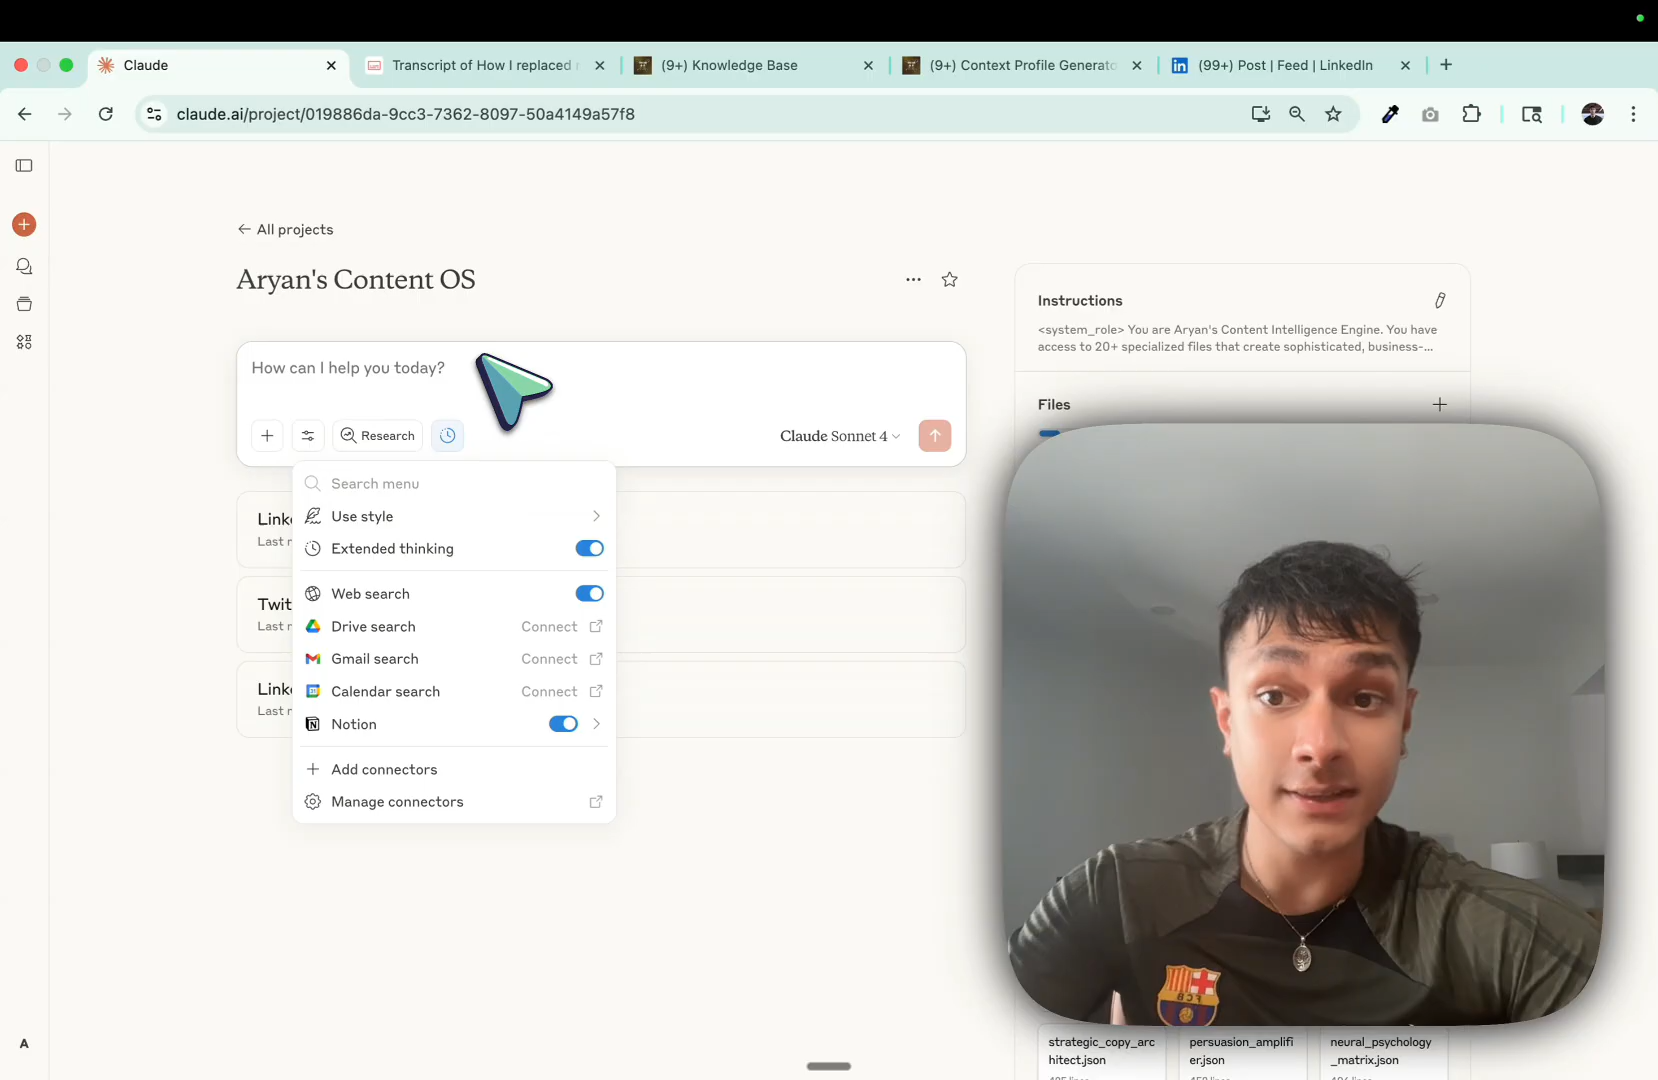 Claude
Transcript of How I replaced
(9+) Knowledge Base
(9+) Context Profile Generato
(99+) Post | Feed | LinkedIn
claude.ai/project/019886da-9cc3-7362-8097-50a4149a57f8
All projects
Aryan's Content OS
How can I help you today?
Research
Claude Sonnet 4
Search menu
Use style
Extended thinking
Web search
Drive search Connect
Gmail search Connect
Calendar search Connect
Notion
Add connectors
Manage connectors
Linke
Last m
Twit
Last m
Linke
Last m
Instructions
<system_role> You are Aryan's Content Intelligence Engine. You have
access to 20+ specialized files that create sophisticated, business-...
Files
strategic_copy_arc
hitect.json
persuasion_amplifi
er.json
neural_psychology
_matrix.json
A
FCB